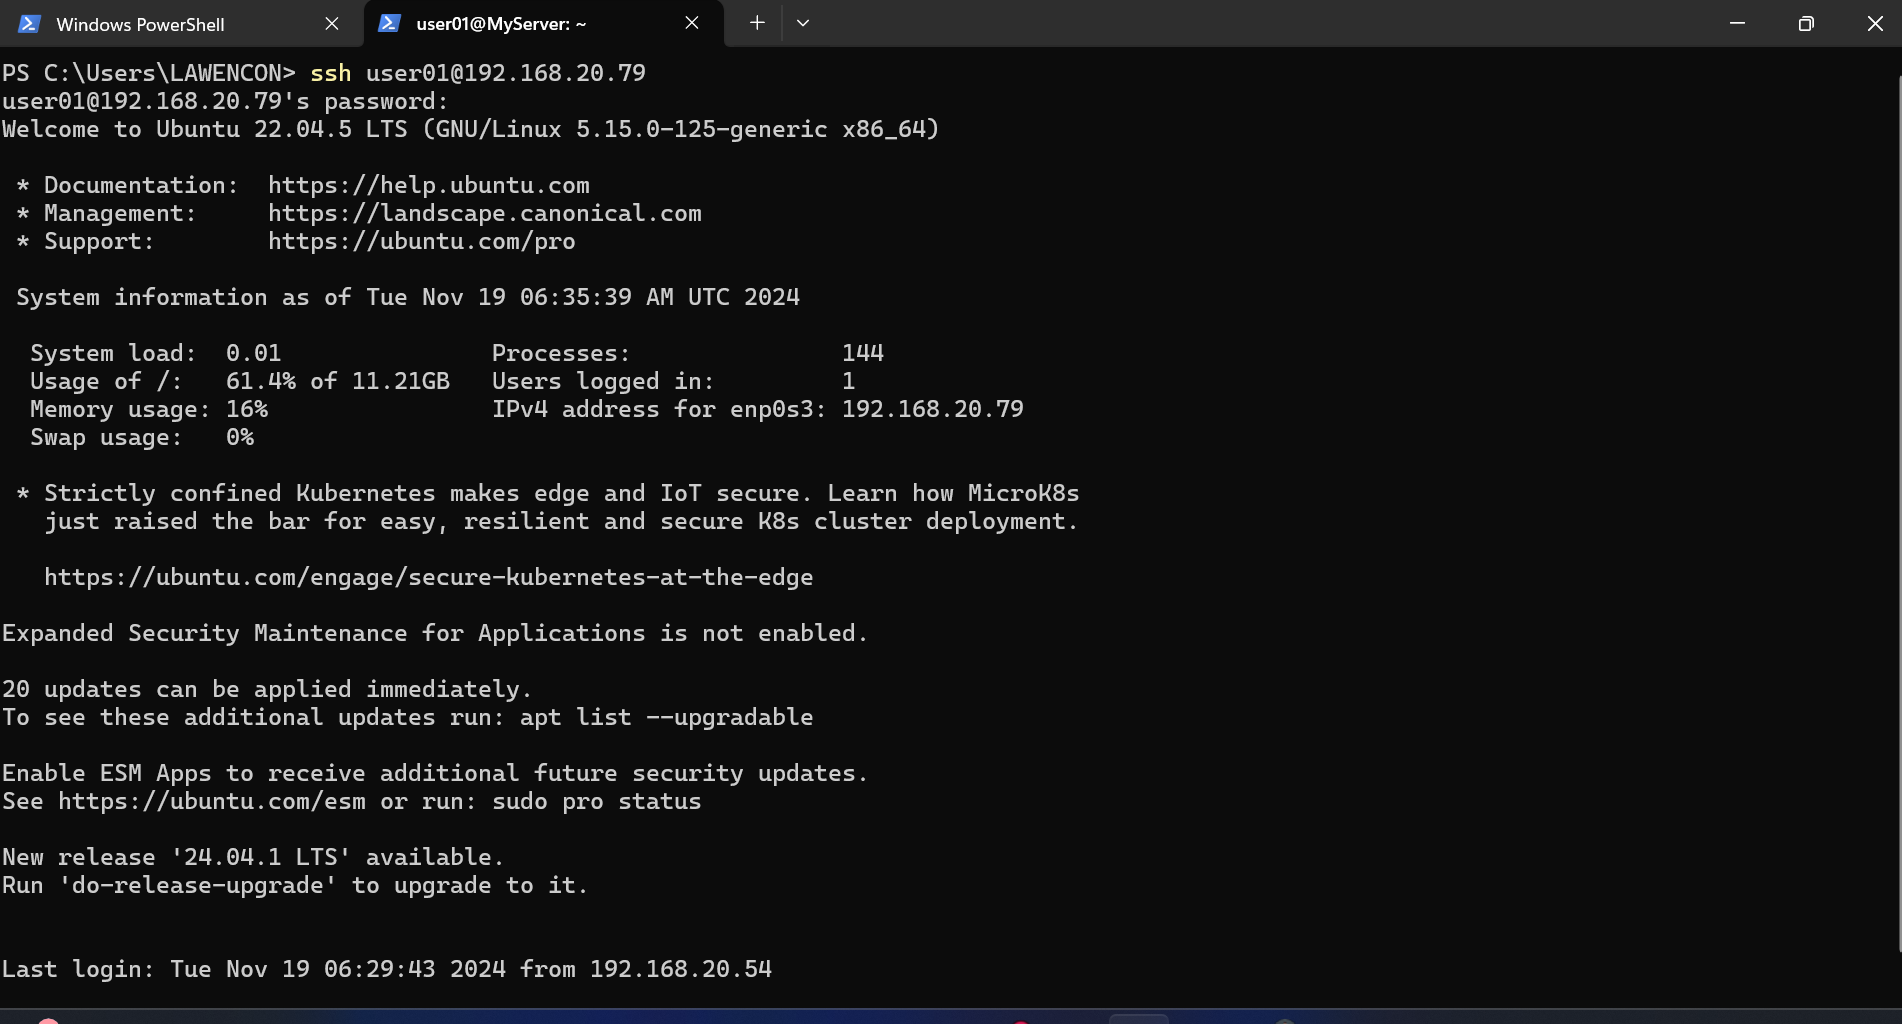 Windows PowerShell
user01@MyServer: ~
PS C:\Users\LAWENCON> ssh user01@192.168.20.79
user01@192.168.20.79's password:
Welcome to Ubuntu 22.04.5 LTS (GNU/Linux 5.15.0-125-generic x86_64)
* Documentation:  https://help.ubuntu.com
* Management:     https://landscape.canonical.com
* Support:        https://ubuntu.com/pro
System information as of Tue Nov 19 06:35:39 AM UTC 2024
System load:  0.01               Processes:               144
Usage of /:   61.4% of 11.21GB   Users logged in:         1
Memory usage: 16%                IPv4 address for enp0s3: 192.168.20.79
Swap usage:   0%
* Strictly confined Kubernetes makes edge and IoT secure. Learn how MicroK8s
just raised the bar for easy, resilient and secure K8s cluster deployment.
https://ubuntu.com/engage/secure-kubernetes-at-the-edge
Expanded Security Maintenance for Applications is not enabled.
20 updates can be applied immediately.
To see these additional updates run: apt list --upgradable
Enable ESM Apps to receive additional future security updates.
See https://ubuntu.com/esm or run: sudo pro status
New release '24.04.1 LTS' available.
Run 'do-release-upgrade' to upgrade to it.
Last login: Tue Nov 19 06:29:43 2024 from 192.168.20.54